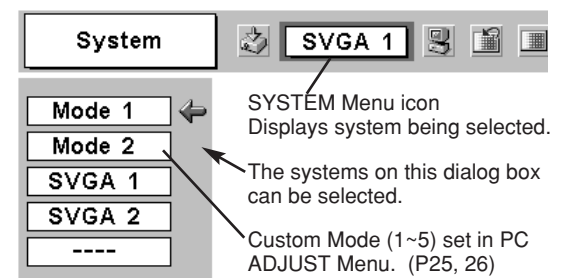 System
SVGA 1
Mode 1
Mode 2
SVGA 1
SVGA 2
----
SYSTEM Menu icon
Displays system being selected.
The systems on this dialog box
can be selected.
Custom Mode (1~5) set in PC
ADJUST Menu.  (P25, 26)